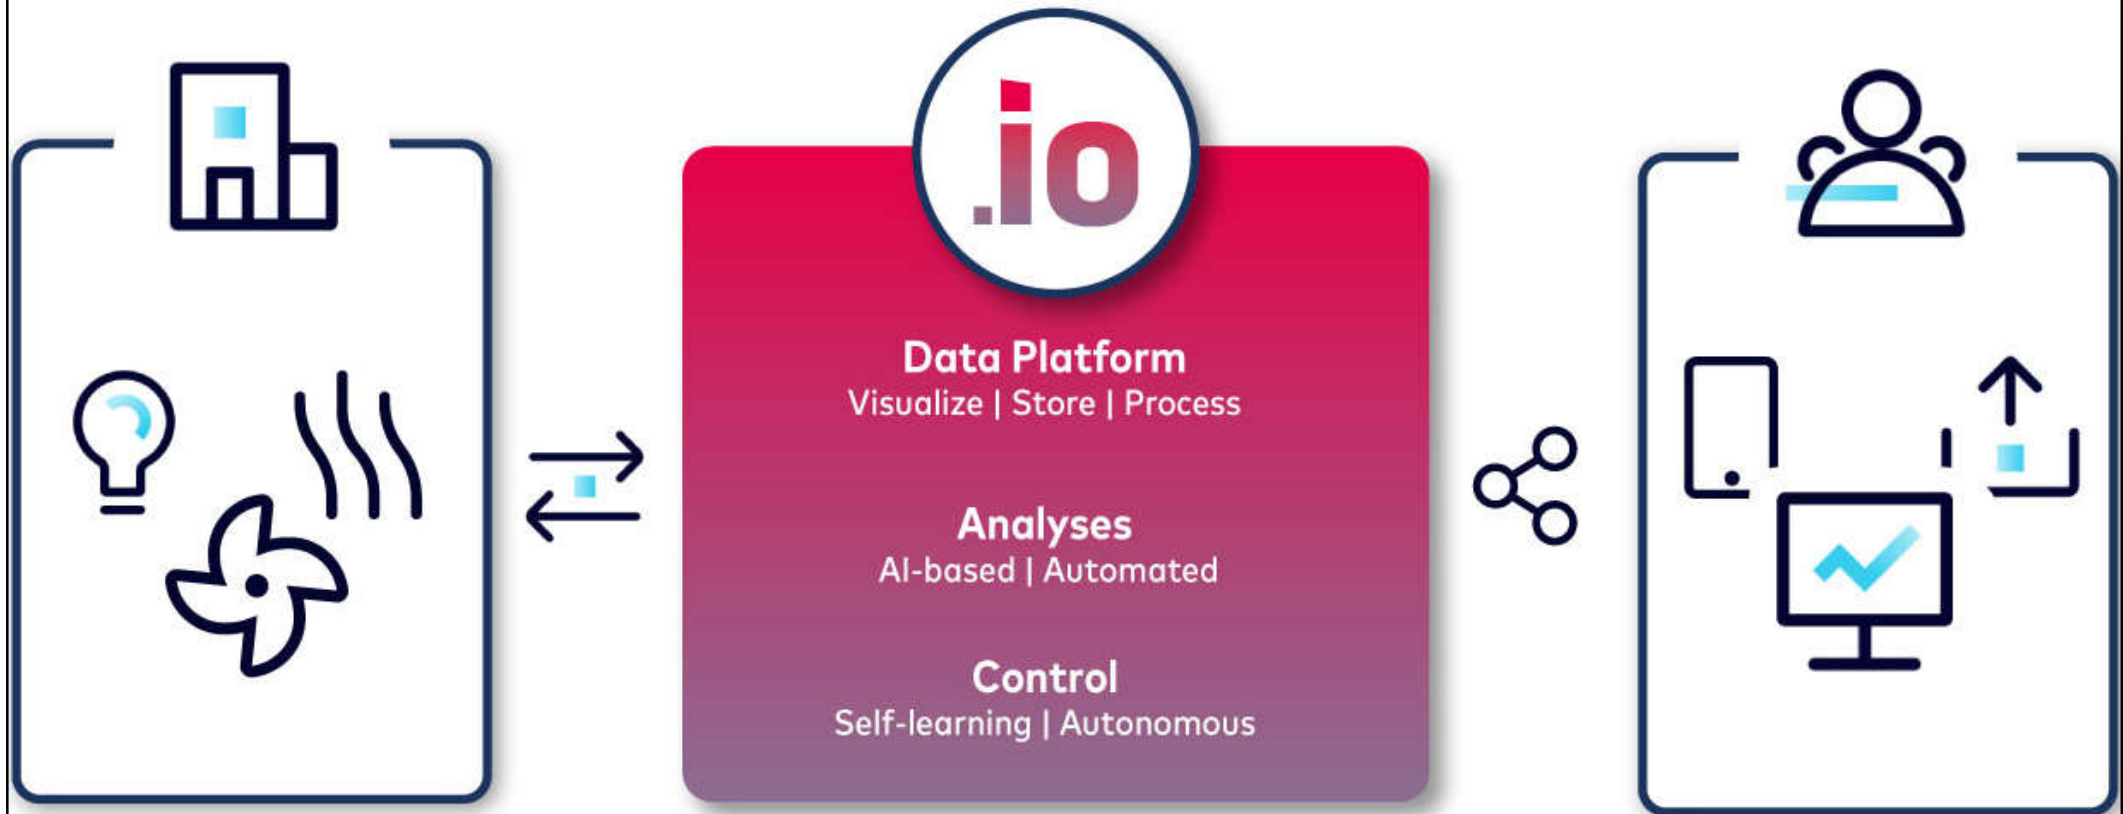 .io
Data Platform
Visualize | Store | Process
Analyses
AI-based | Automated
Control
Self-learning | Autonomous